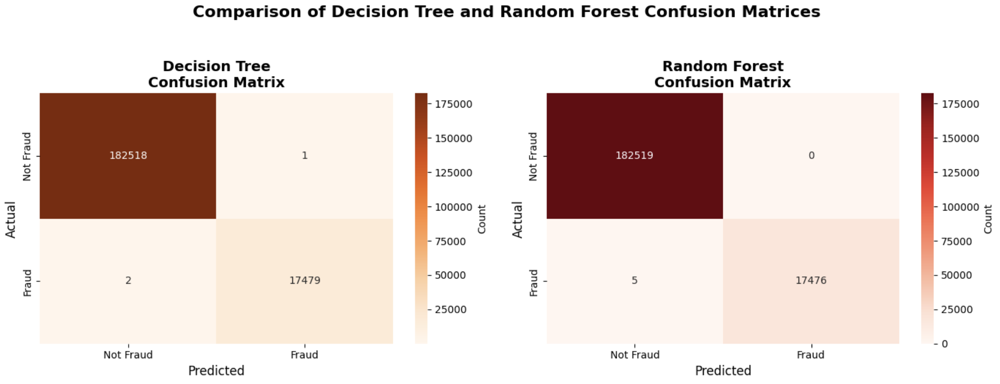 Comparison of Decision Tree and Random Forest Confusion Matrices
Decision Tree
Confusion Matrix
Actual
Not Fraud
Fraud
182518
1
2
17479
Not Fraud
Fraud
Predicted
175000
150000
125000
100000
75000
50000
25000
Count
Random Forest
Confusion Matrix
Actual
Not Fraud
Fraud
182519
0
5
17476
Not Fraud
Fraud
Predicted
175000
150000
125000
100000
75000
50000
25000
0
Count